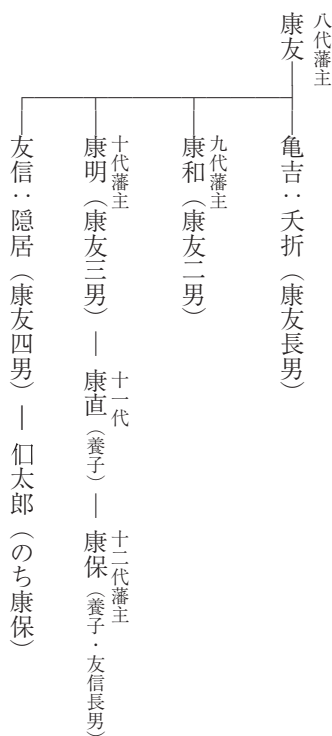 八代藩主
康友
亀吉：夭折（康友長男）
九代藩主
康和（康友二男）
十代藩主
康明（康友三男）―康直（養子）―康保（養子・友信長男）
十一代
十二代藩主
友信：隠居（康友四男）―㐰太郎（のち康保）